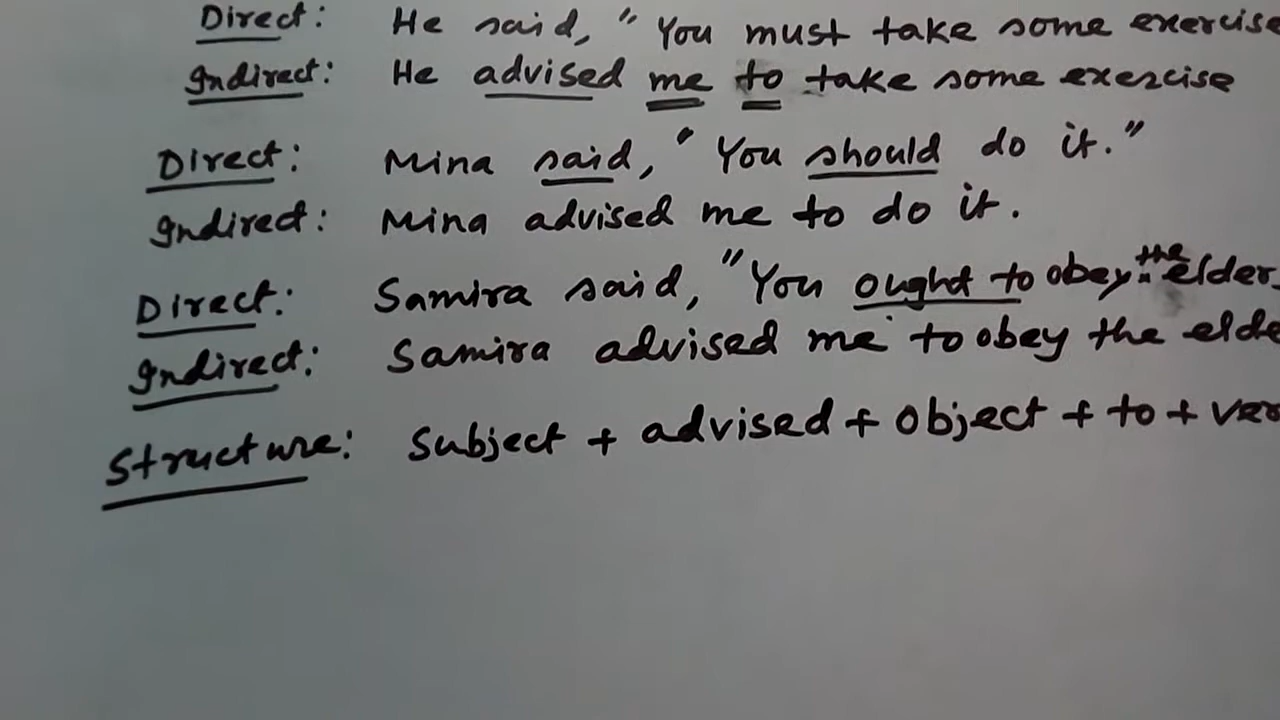 Direct: He said, "You must take some exercise
Indirect: He advised me to take some exercise
Direct: Mina said, "You should do it."
Indirect: Mina advised me to do it.
Direct: Samira said, "You ought to obey the elder
Indirect: Samira advised me to obey the elde
Structure: Subject + advised + object + to + ver